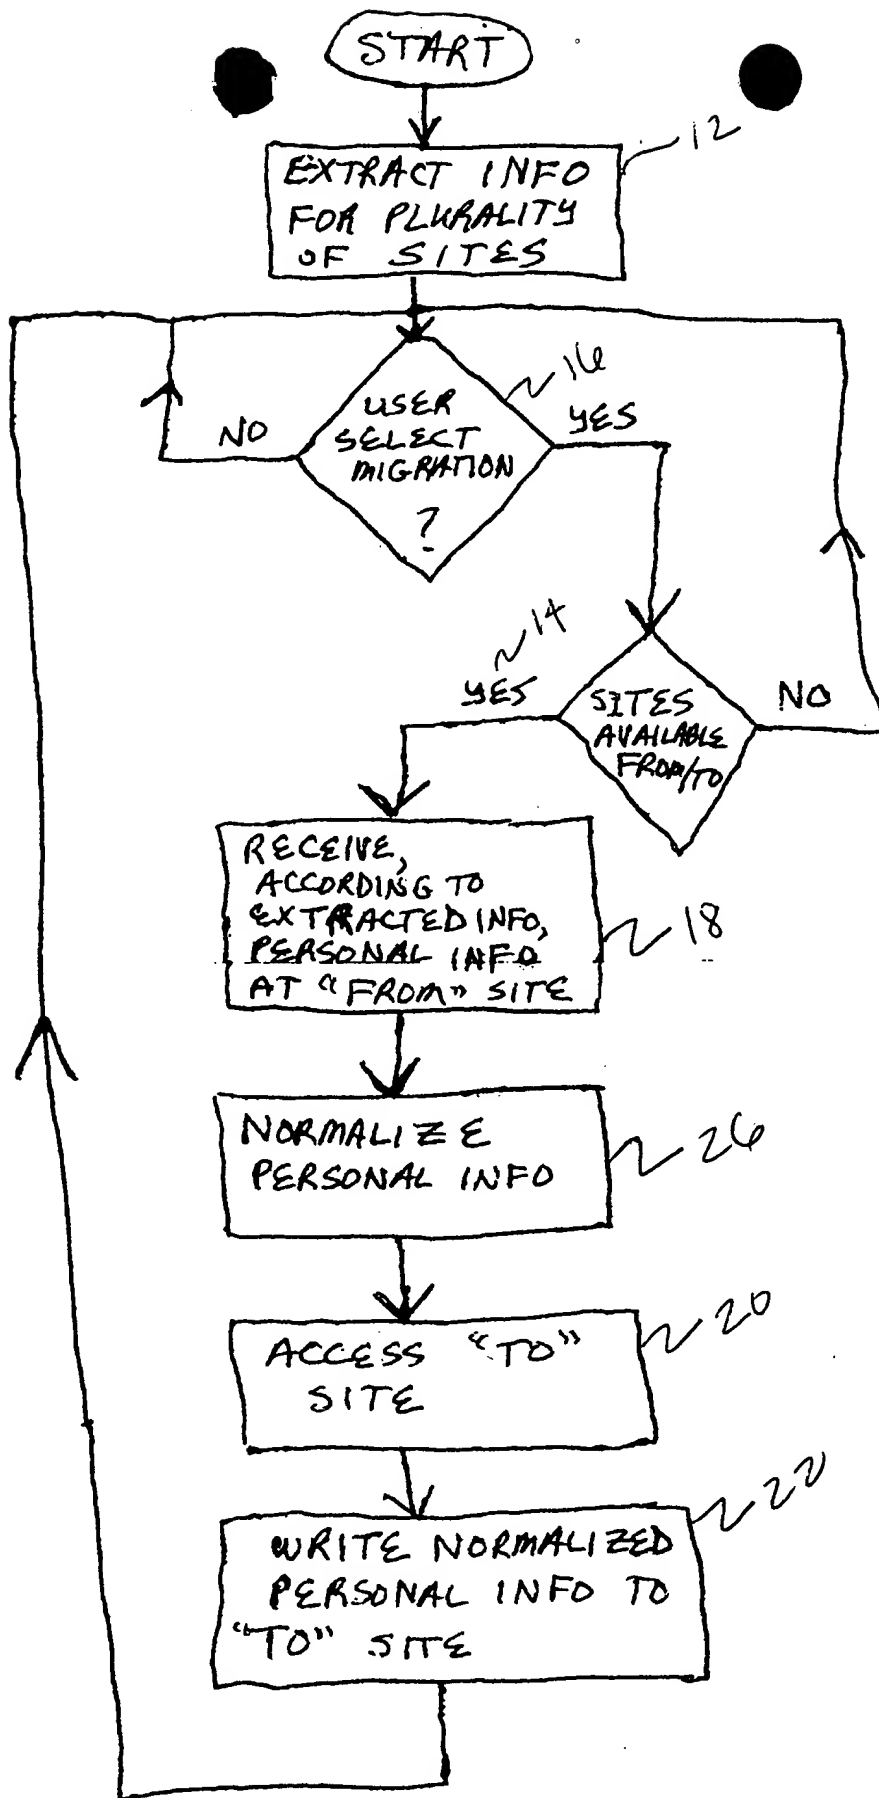 START
12
EXTRACT INFO
FOR PLURALITY
OF SITES
16
USER
SELECT
MIGRATION
?
NO
YES
14
YES
SITES
AVAILABLE
FROM/TO
NO
RECEIVE,
ACCORDING TO
EXTRACTED INFO,
PERSONAL INFO
AT "FROM" SITE
18
NORMALIZE
PERSONAL INFO
26
ACCESS "TO"
SITE
20
WRITE NORMALIZED
PERSONAL INFO TO
"TO" SITE
22